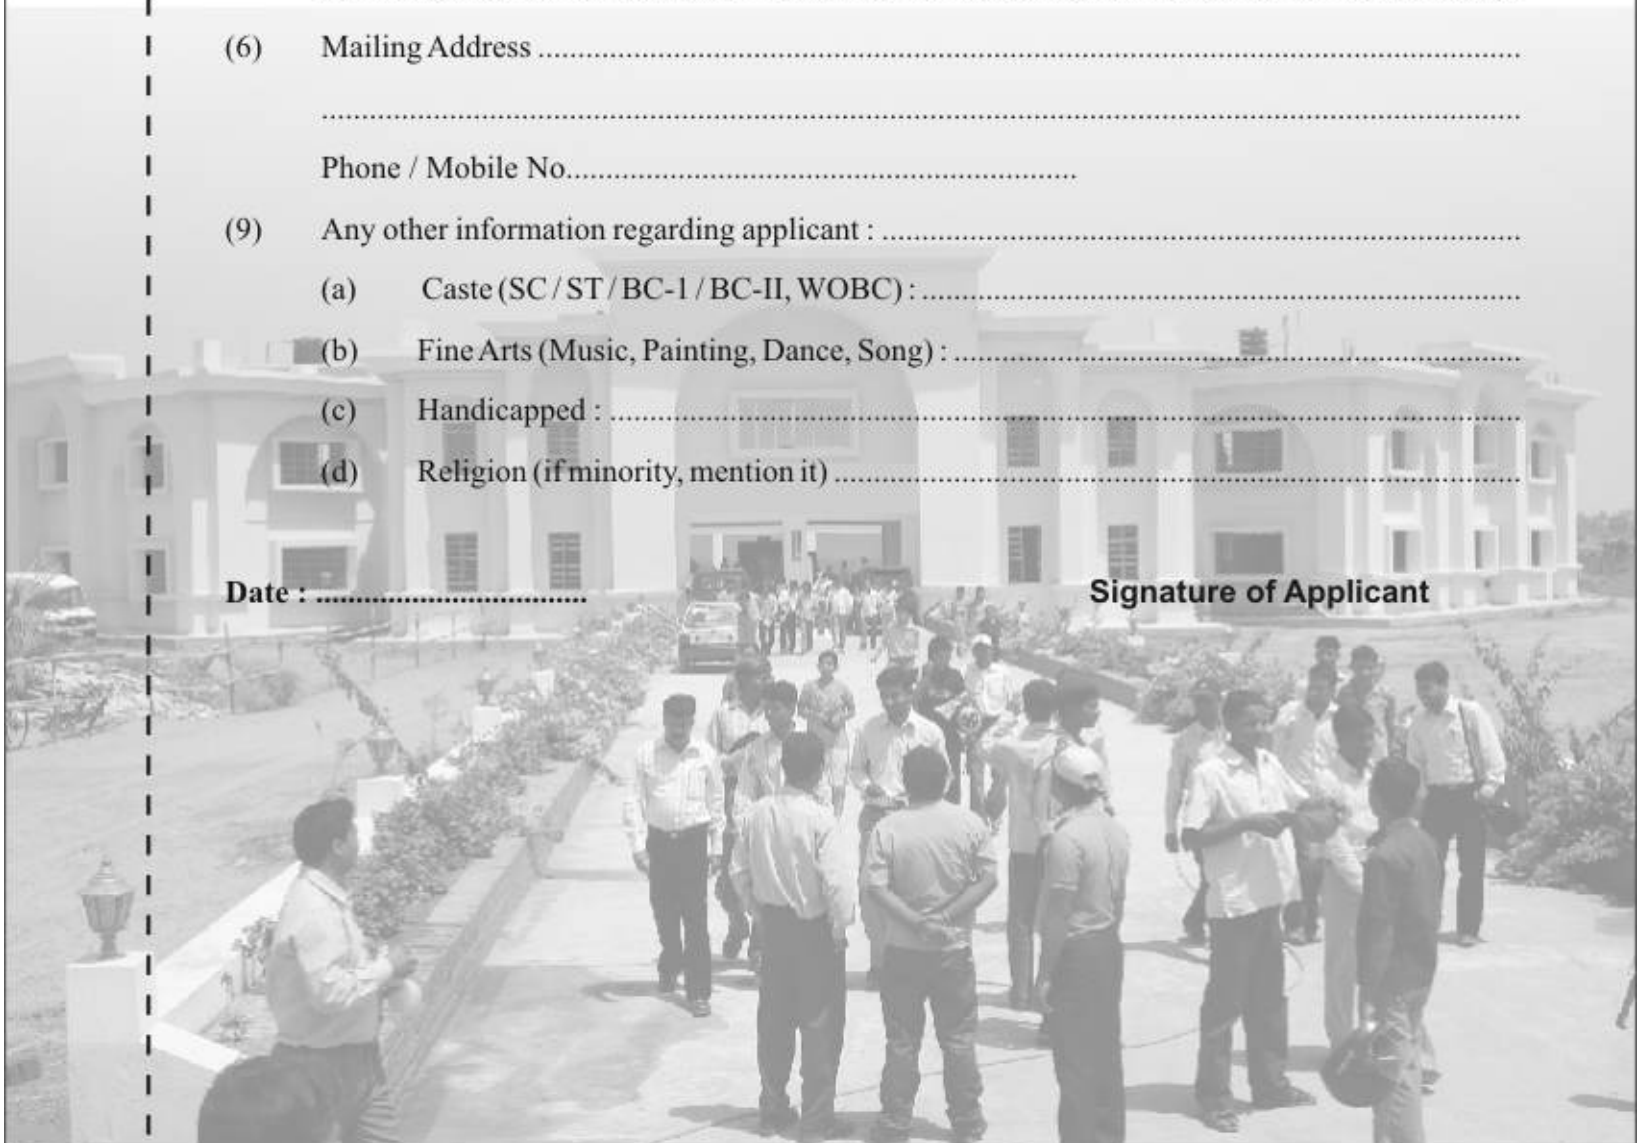 (6) Mailing Address ..........................................................................................................................
......................................................................................................................................................
Phone / Mobile No................................................................
(9) Any other information regarding applicant : ................................................................................
(a) Caste (SC / ST / BC-1 / BC-II, WOBC) : ...........................................................................
(b) Fine Arts (Music, Painting, Dance, Song) : .......................................................................
(c) Handicapped : ..................................................................................................................
(d) Religion (if minority, mention it) ......................................................................................
Date : .................................. Signature of Applicant